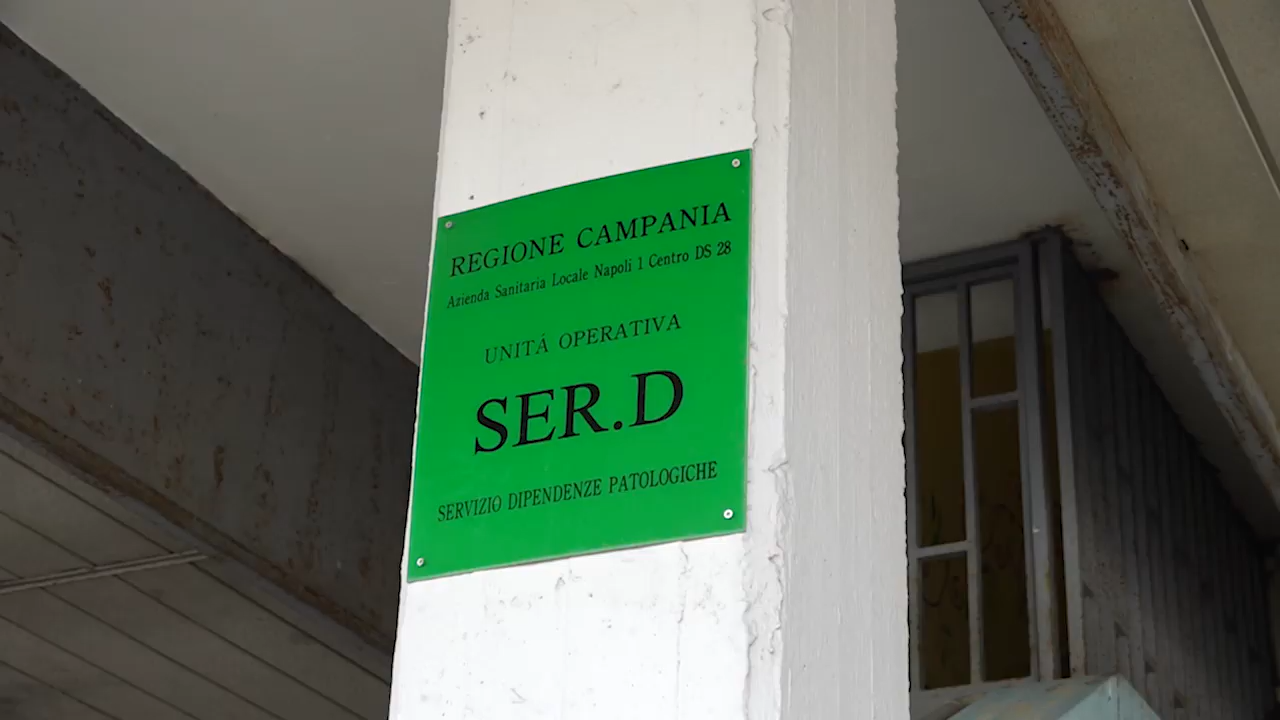 REGIONE CAMPANIA
Azienda Sanitaria Locale Napoli 1 Centro DS 28
UNITÁ OPERATIVA
SER.D
SERVIZIO DIPENDENZE PATOLOGICHE